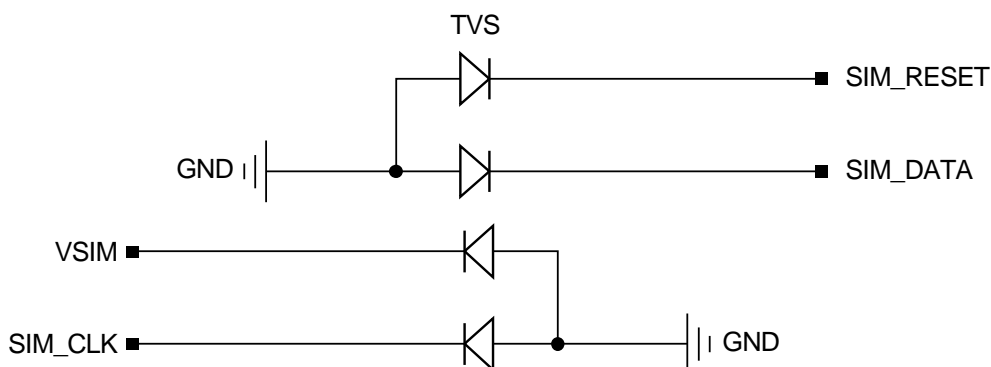 TVS
SIM_RESET
GND
SIM_DATA
VSIM
SIM_CLK
GND